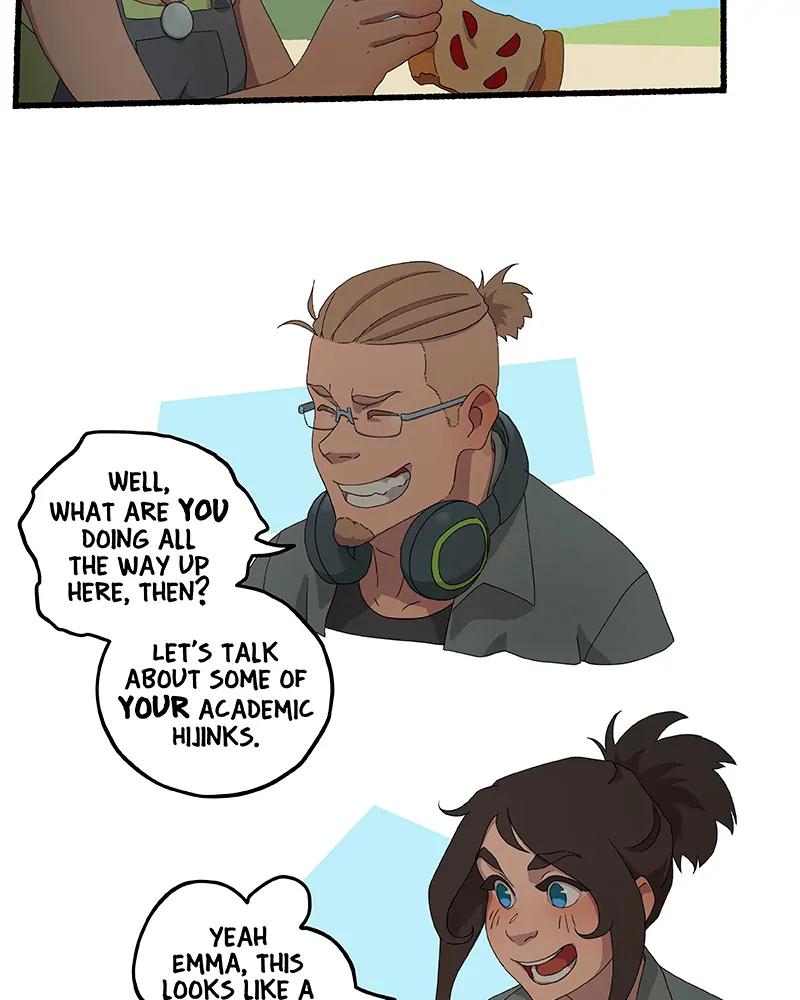 WELL,
WHAT ARE YOU
DOING ALL
THE WAY UP
HERE, THEN?
LET'S TALK
ABOUT SOME OF
YOUR ACADEMIC
HIJINKS.
YEAH
EMMA, THIS
LOOKS LIKE A